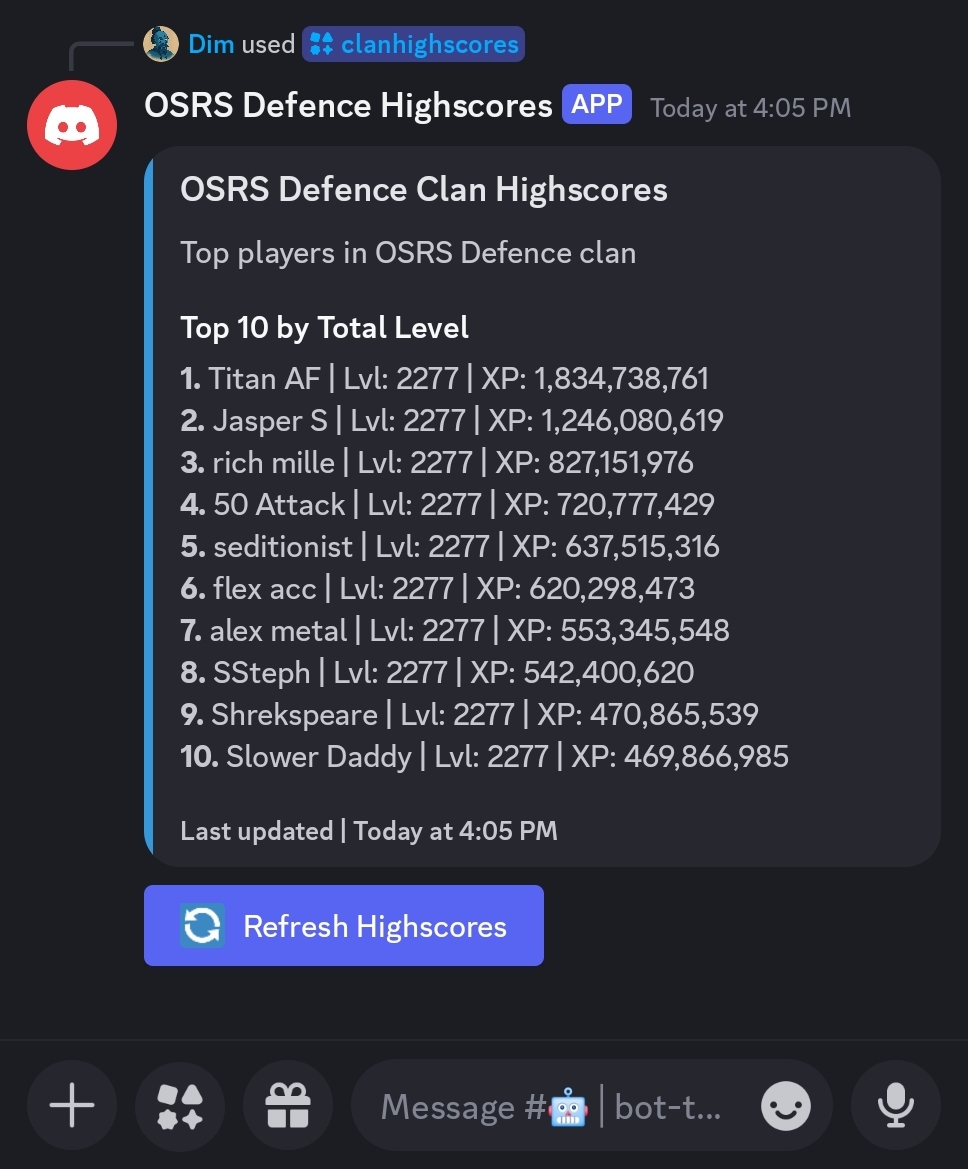 Dim used clanhighscores
OSRS Defence Highscores APP Today at 4:05 PM
OSRS Defence Clan Highscores
Top players in OSRS Defence clan
Top 10 by Total Level
1. Titan AF | Lvl: 2277 | XP: 1,834,738,761
2. Jasper S | Lvl: 2277 | XP: 1,246,080,619
3. rich mille | Lvl: 2277 | XP: 827,151,976
4. 50 Attack | Lvl: 2277 | XP: 720,777,429
5. seditionist | Lvl: 2277 | XP: 637,515,316
6. flex acc | Lvl: 2277 | XP: 620,298,473
7. alex metal | Lvl: 2277 | XP: 553,345,548
8. SSteph | Lvl: 2277 | XP: 542,400,620
9. Shrekspeare | Lvl: 2277 | XP: 470,865,539
10. Slower Daddy | Lvl: 2277 | XP: 469,866,985
Last updated | Today at 4:05 PM
Refresh Highscores
Message #🤖 | bot-t...